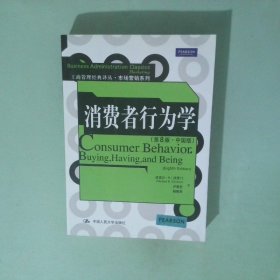 PEARSON
Business Administration Classics
Marketing
工商管理经典译丛·市场营销系列
消费者行为学
(第8版·中国版)
Consumer Behavior
Buying, Having, and Being
中国人民大学出版社
PEARSON